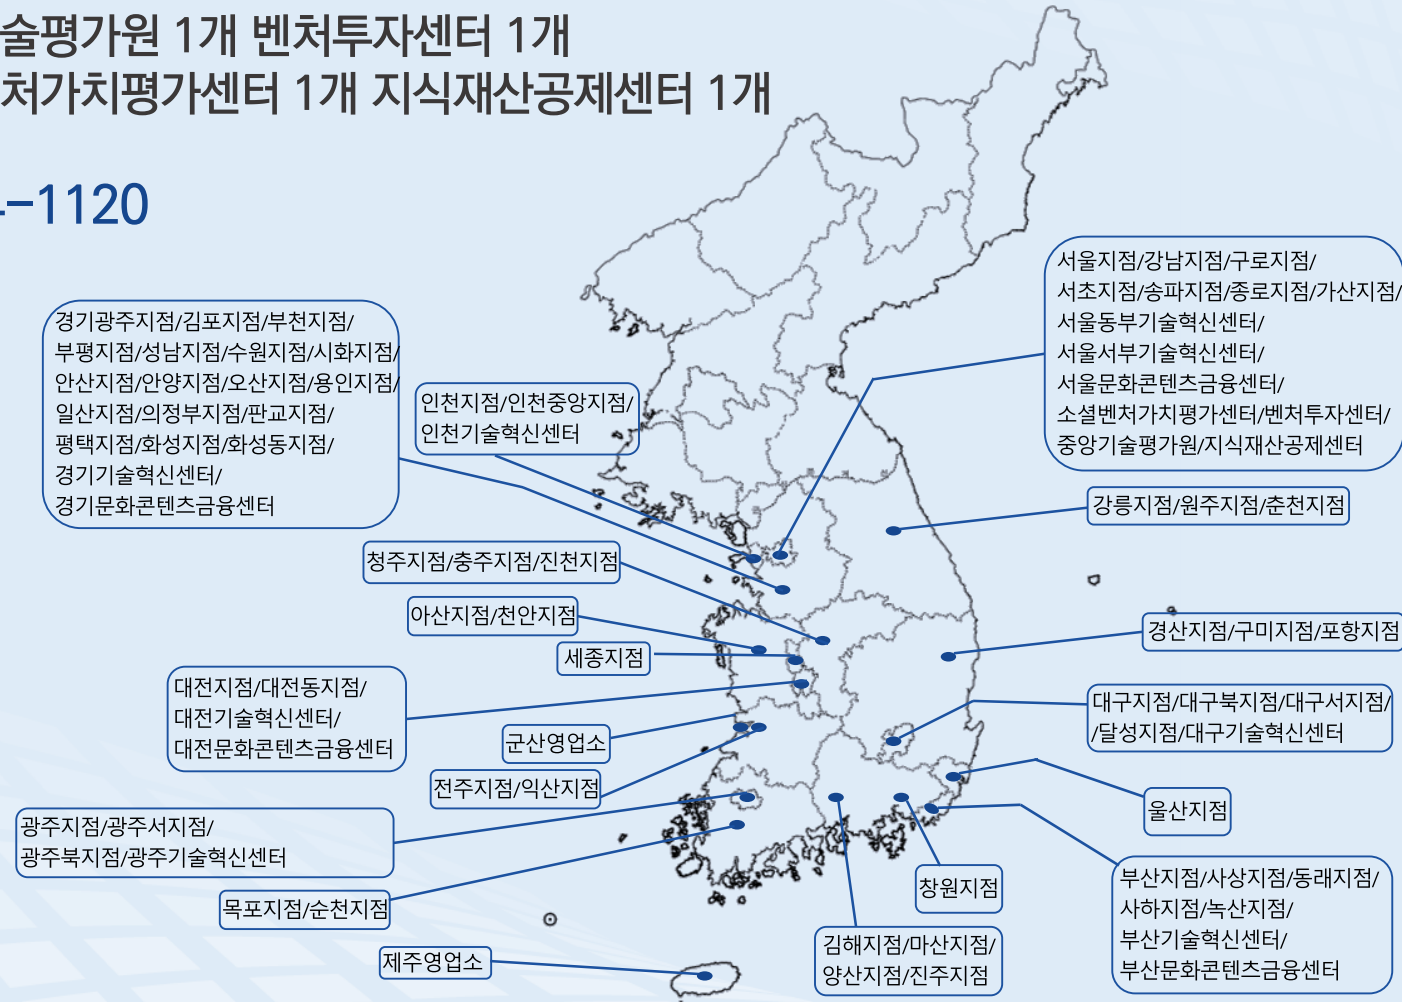 술평가원 1개 벤처투자센터 1개
처가치평가센터 1개 지식재산공제센터 1개
-1120
서울지점/강남지점/구로지점/
서초지점/송파지점/종로지점/가산지점/
서울동부기술혁신센터/
서울서부기술혁신센터/
서울문화콘텐츠금융센터/
소셜벤처가치평가센터/벤처투자센터/
중앙기술평가원/지식재산공제센터
경기광주지점/김포지점/부천지점/
부평지점/성남지점/수원지점/시화지점/
안산지점/안양지점/오산지점/용인지점/
일산지점/의정부지점/판교지점/
평택지점/화성지점/화성동지점/
경기기술혁신센터/
경기문화콘텐츠금융센터
인천지점/인천중앙지점/
인천기술혁신센터
강릉지점/원주지점/춘천지점
청주지점/충주지점/진천지점
아산지점/천안지점
경산지점/구미지점/포항지점
세종지점
대전지점/대전동지점/
대전기술혁신센터/
대전문화콘텐츠금융센터
대구지점/대구북지점/대구서지점/
/달성지점/대구기술혁신센터
군산영업소
전주지점/익산지점
울산지점
광주지점/광주서지점/
광주북지점/광주기술혁신센터
창원지점
부산지점/사상지점/동래지점/
사하지점/녹산지점/
부산기술혁신센터/
부산문화콘텐츠금융센터
목포지점/순천지점
김해지점/마산지점/
양산지점/진주지점
제주영업소